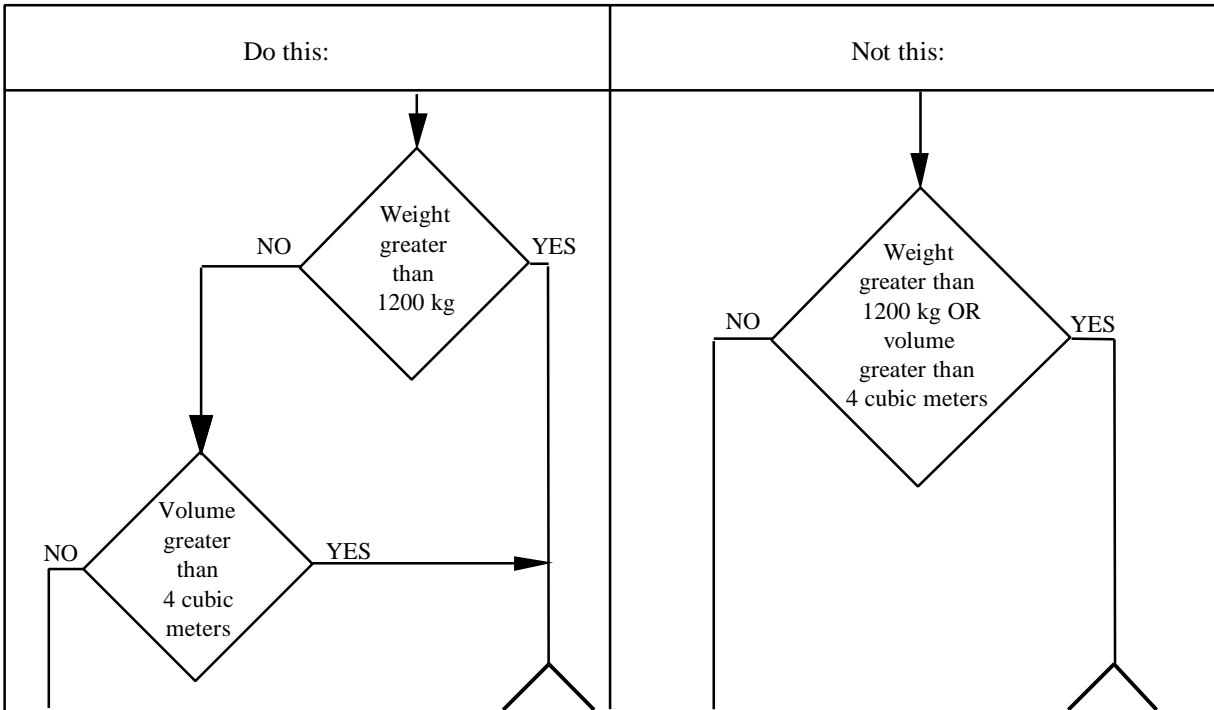 Do this:
Not this:
Weight
greater
than
1200 kg
NO
YES
Volume
greater
than
4 cubic
meters
NO
YES
Weight
greater than
1200 kg OR
volume
greater than
4 cubic meters
NO
YES